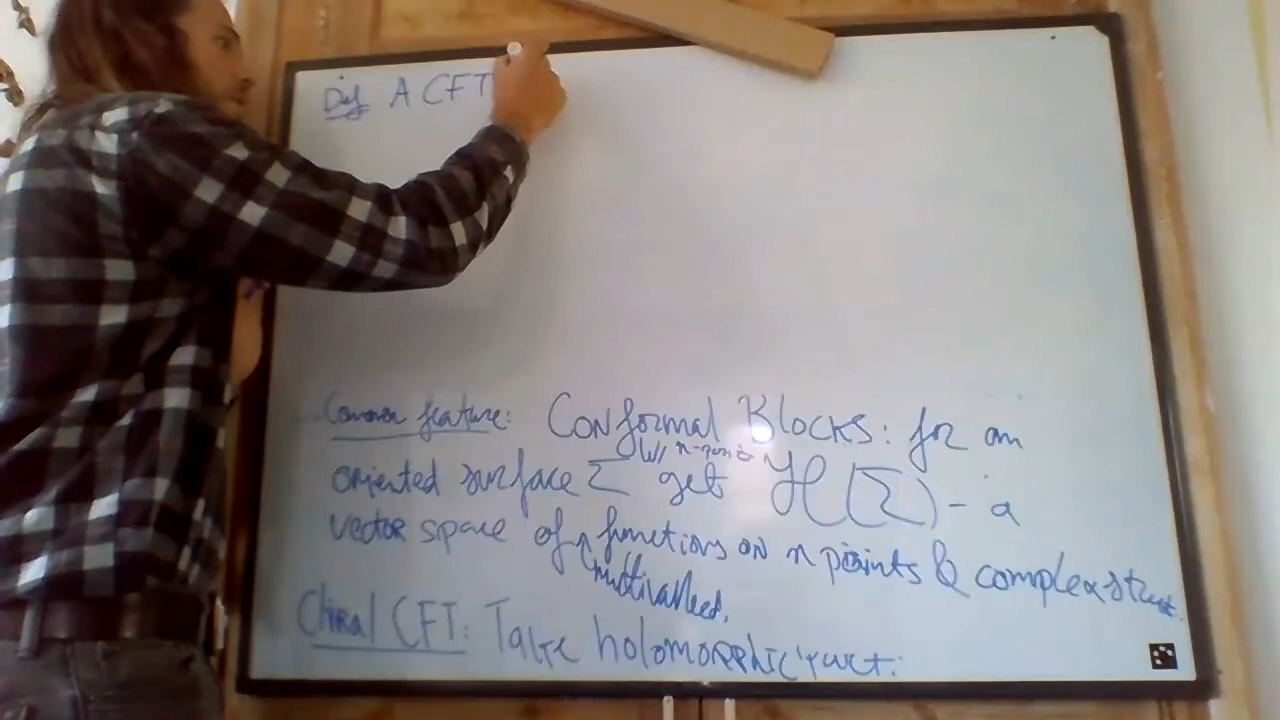 Def A CFT
Common feature: Conformal Blocks: for an
w/ n-points
oriented surface Σ get ℋ(Σ) - a
vector space of functions on n points & complex struct.
multivalued
Chiral CFT: Take holomorphic funct.